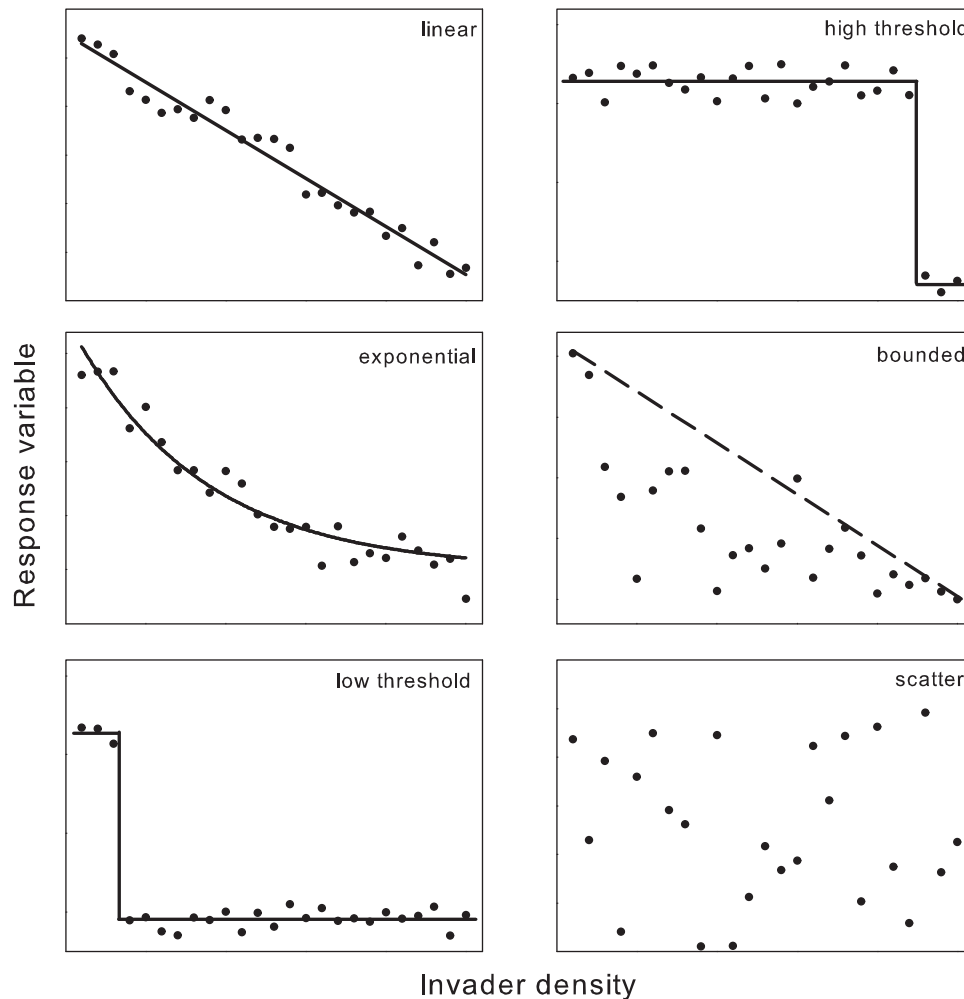 linear
high threshold
exponential
bounded
low threshold
scatter
Response variable
Invader density